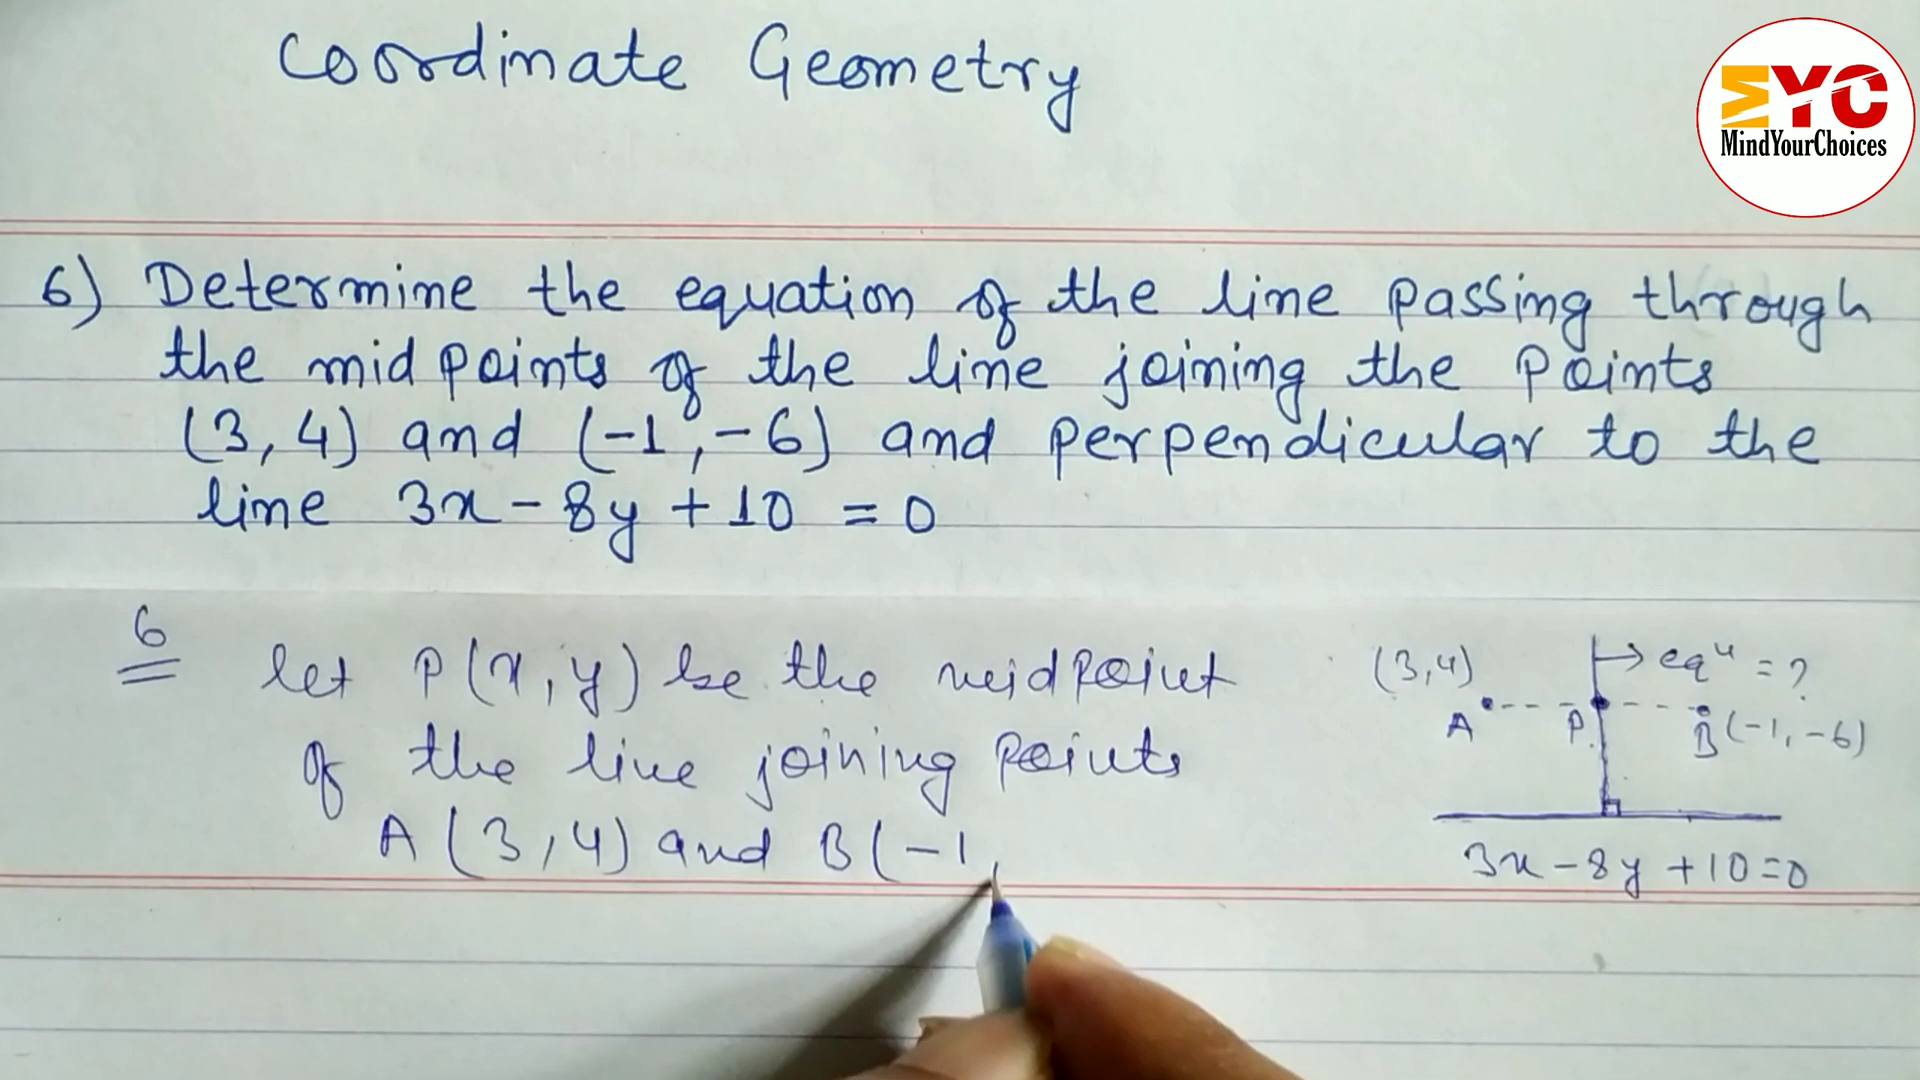 Coordinate Geometry
MYC
MindYourChoices
6) Determine the equation of the line passing through
the mid points of the line joining the points
(3, 4) and (-1, -6) and perpendicular to the
line 3x - 8y + 10 = 0
6 let P(x, y) be the midpoint
of the line joining points
A (3, 4) and B (-1,
(3,4) → eqⁿ = ?
A P B (-1, -6)
3x - 8y + 10 = 0